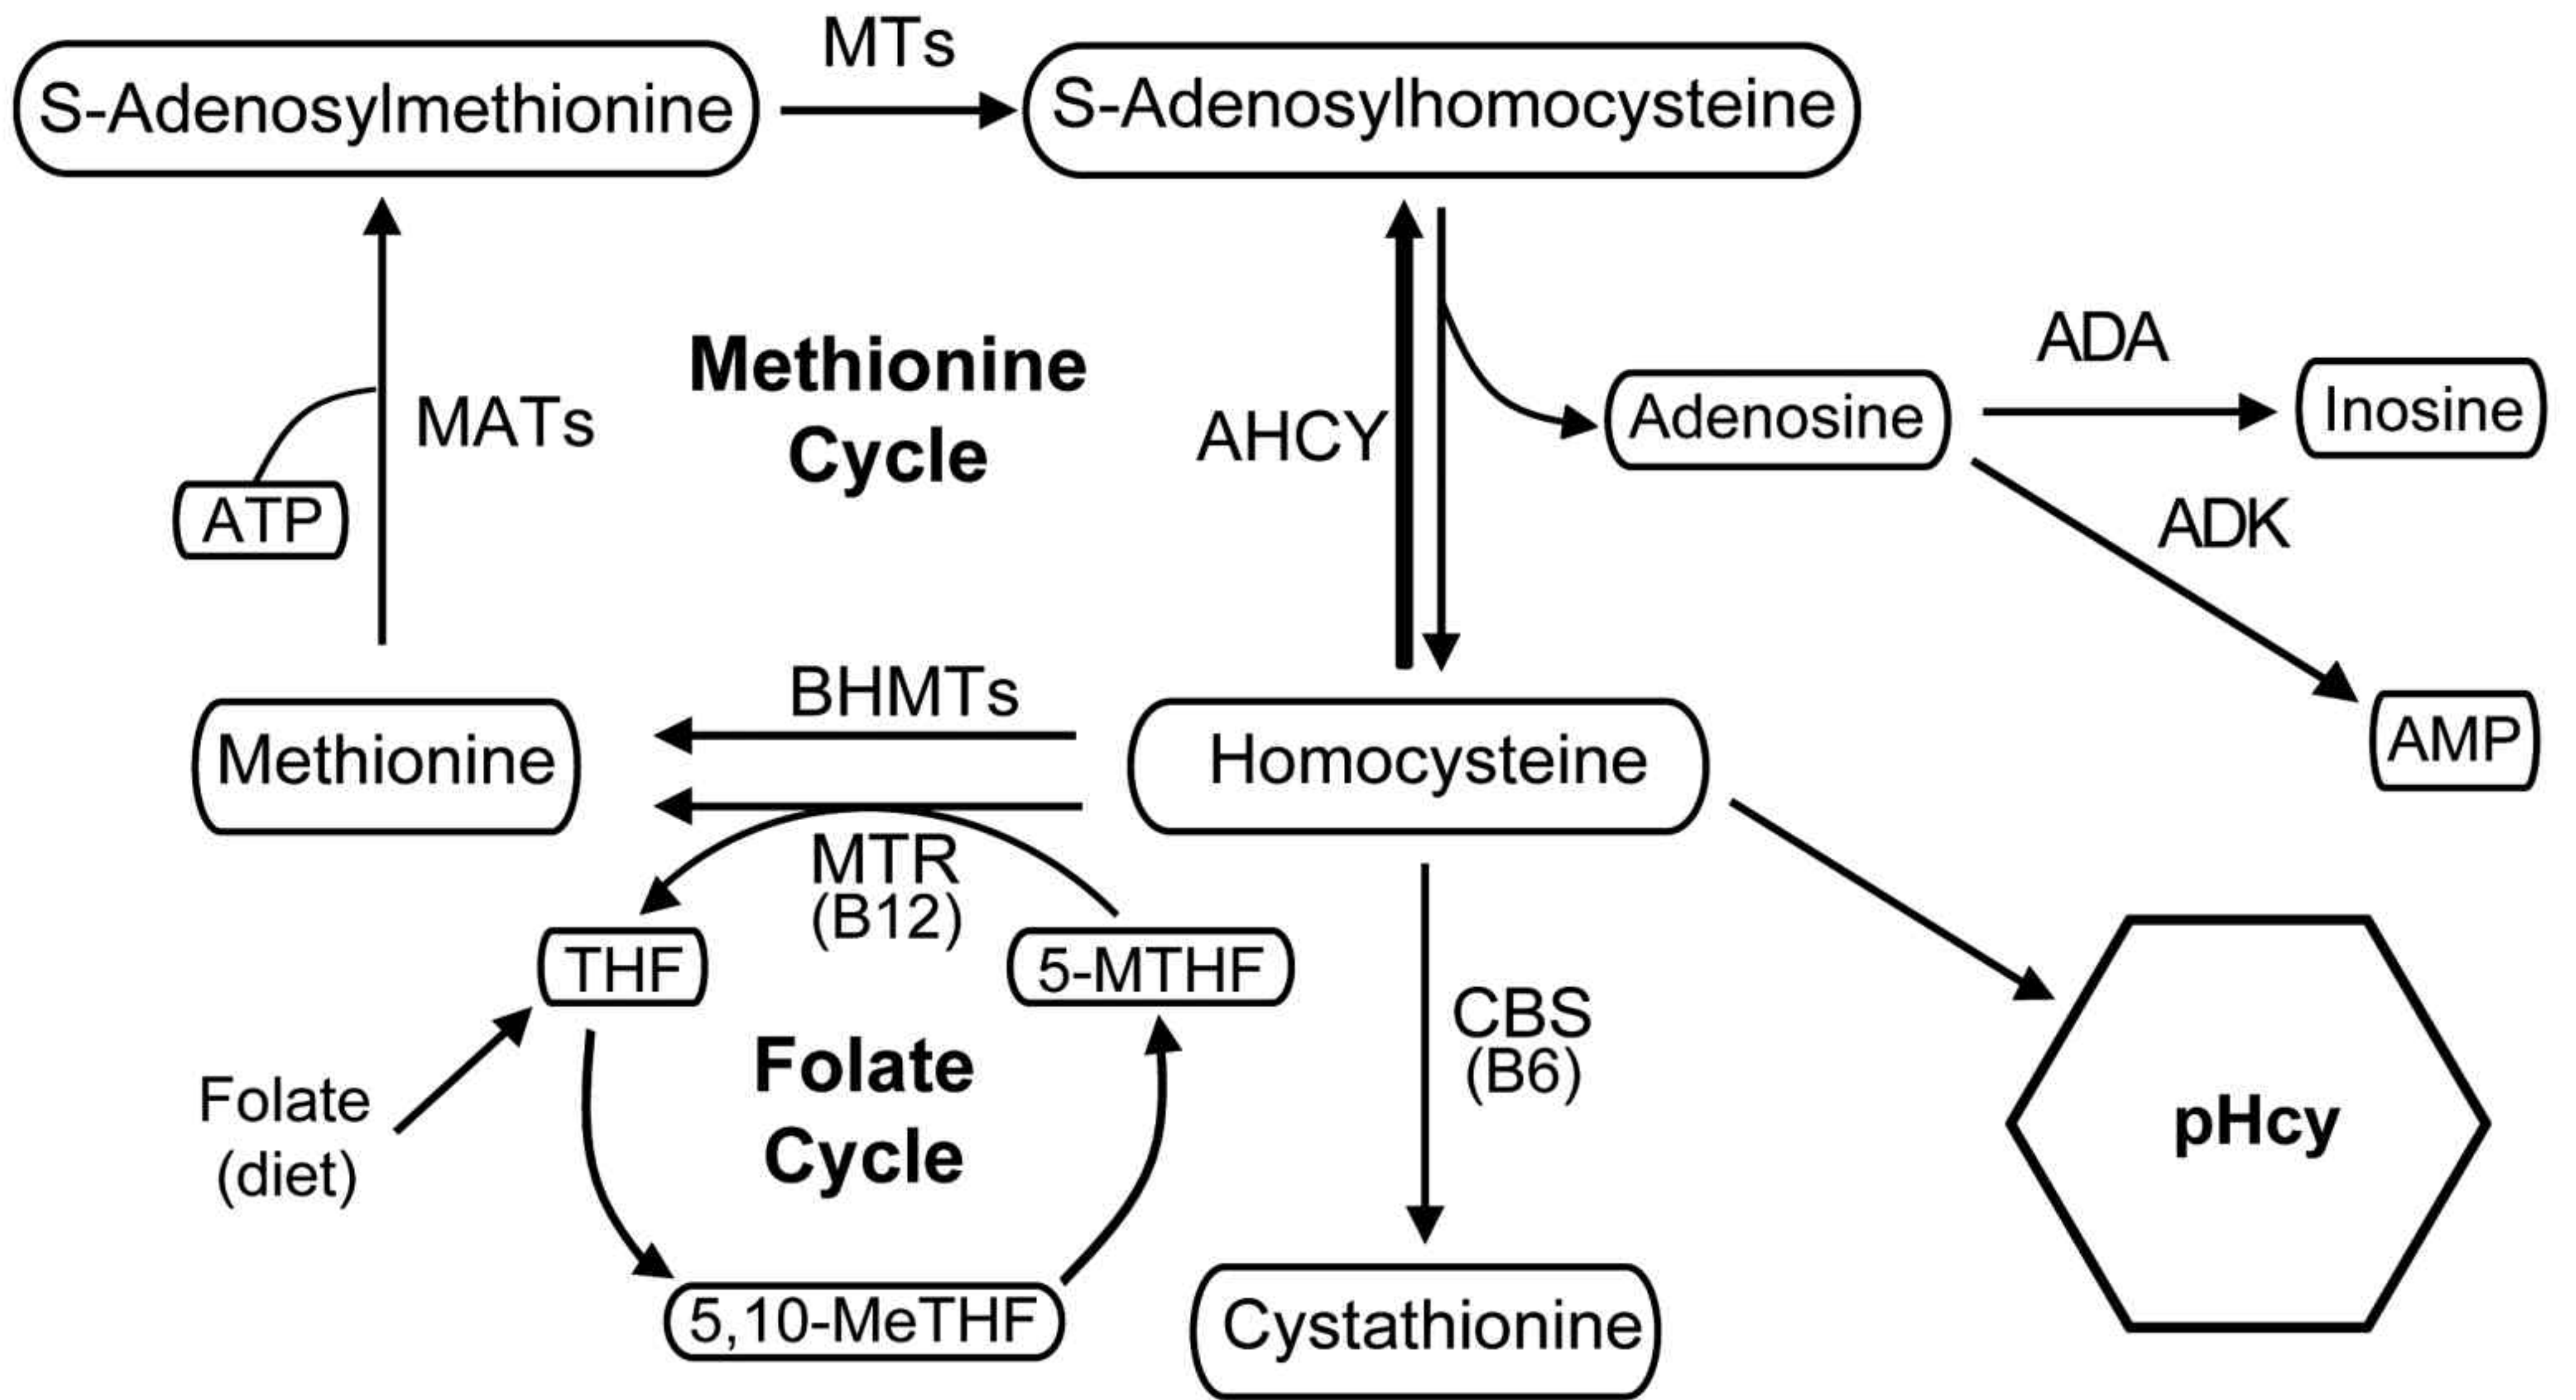 MTs
S-Adenosylmethionine
S-Adenosylhomocysteine
Methionine
Cycle
MATs
ATP
AHCY
Adenosine
ADA
Inosine
ADK
AMP
BHMTs
Methionine
Homocysteine
MTR
(B12)
THF
5-MTHF
Folate
(diet)
Folate
Cycle
CBS
(B6)
pHcy
5,10-MeTHF
Cystathionine